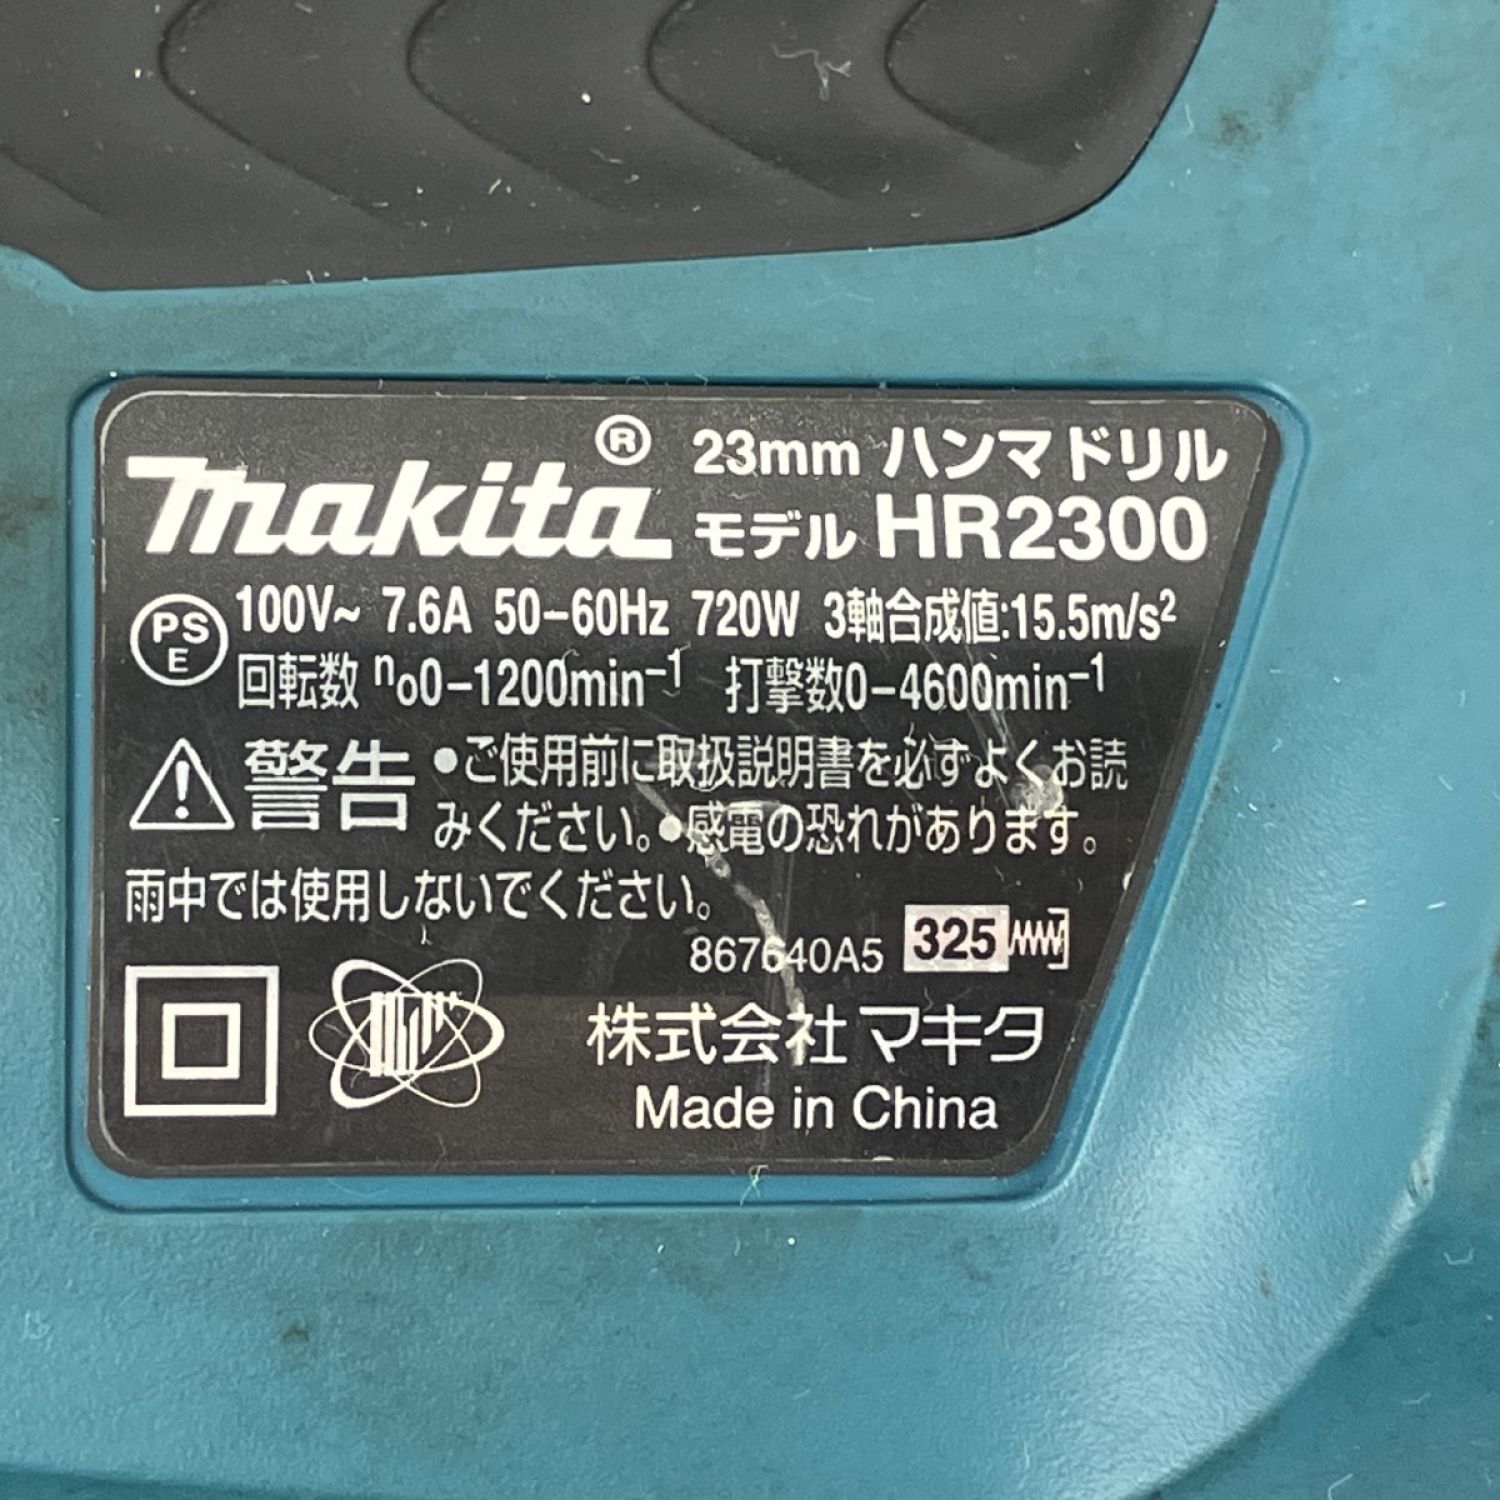 makita® 23mm ハンマドリル
モデル HR2300
PSE 100V~ 7.6A 50-60Hz 720W 3軸合成値:15.5m/s²
回転数 n₀0-1200min⁻¹ 打撃数0-4600min⁻¹
警告 ●ご使用前に取扱説明書を必ずよくお読
みください。●感電の恐れがあります。
雨中では使用しないでください。
867640A5 325
株式会社 マキタ
Made in China